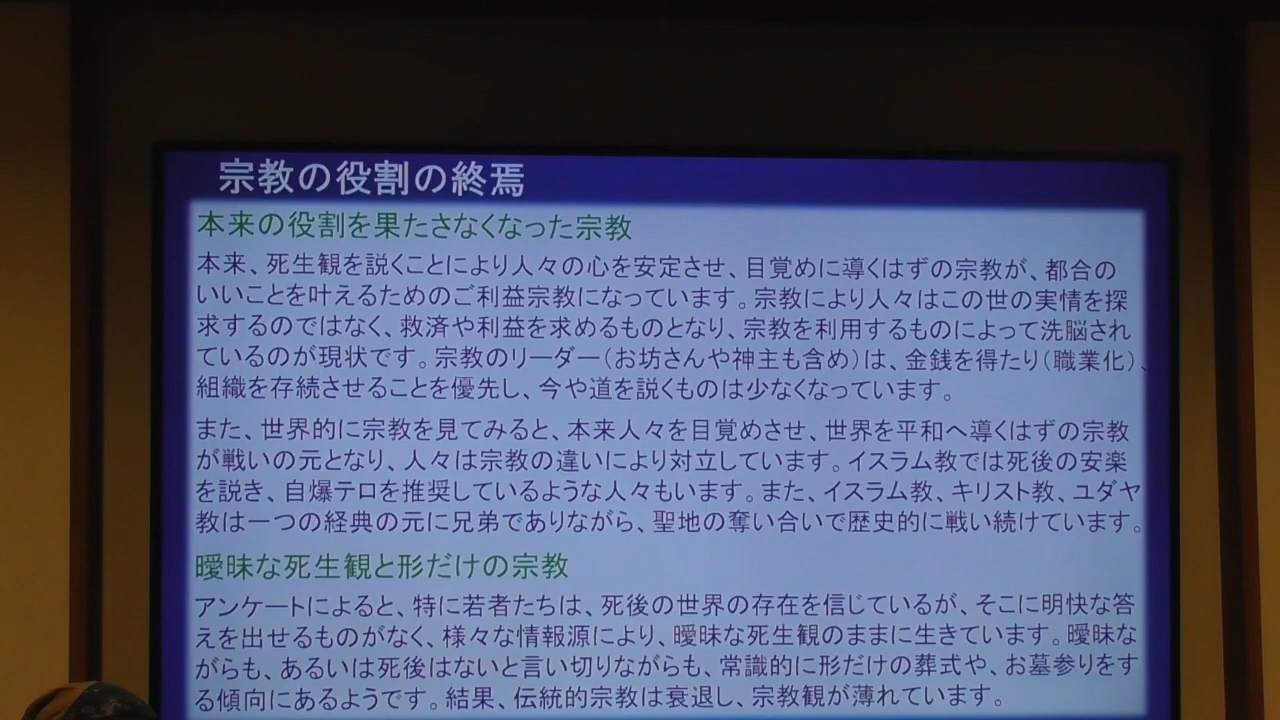 宗教の役割の終焉
本来の役割を果たさなくなった宗教
本来、死生観を説くことにより人々の心を安定させ、目覚めに導くはずの宗教が、都合の
いいことを叶えるためのご利益宗教になっています。宗教により人々はこの世の実情を探
求するのではなく、救済や利益を求めるものとなり、宗教を利用するものによって洗脳され
ているのが現状です。宗教のリーダー（お坊さんや神主も含め）は、金銭を得たり（職業化）、
組織を存続させることを優先し、今や道を説くものは少なくなっています。
また、世界的に宗教を見てみると、本来人々を目覚めさせ、世界を平和へ導くはずの宗教
が戦いの元となり、人々は宗教の違いにより対立しています。イスラム教では死後の安楽
を説き、自爆テロを推奨しているような人々もいます。また、イスラム教、キリスト教、ユダヤ
教は一つの経典の元に兄弟でありながら、聖地の奪い合いで歴史的に戦い続けています。
曖昧な死生観と形だけの宗教
アンケートによると、特に若者たちは、死後の世界の存在を信じているが、そこに明快な答
えを出せるものがなく、様々な情報源により、曖昧な死生観のままに生きています。曖昧な
がらも、あるいは死後はないと言い切りながらも、常識的に形だけの葬式や、お墓参りをす
る傾向にあるようです。結果、伝統的宗教は衰退し、宗教観が薄れています。